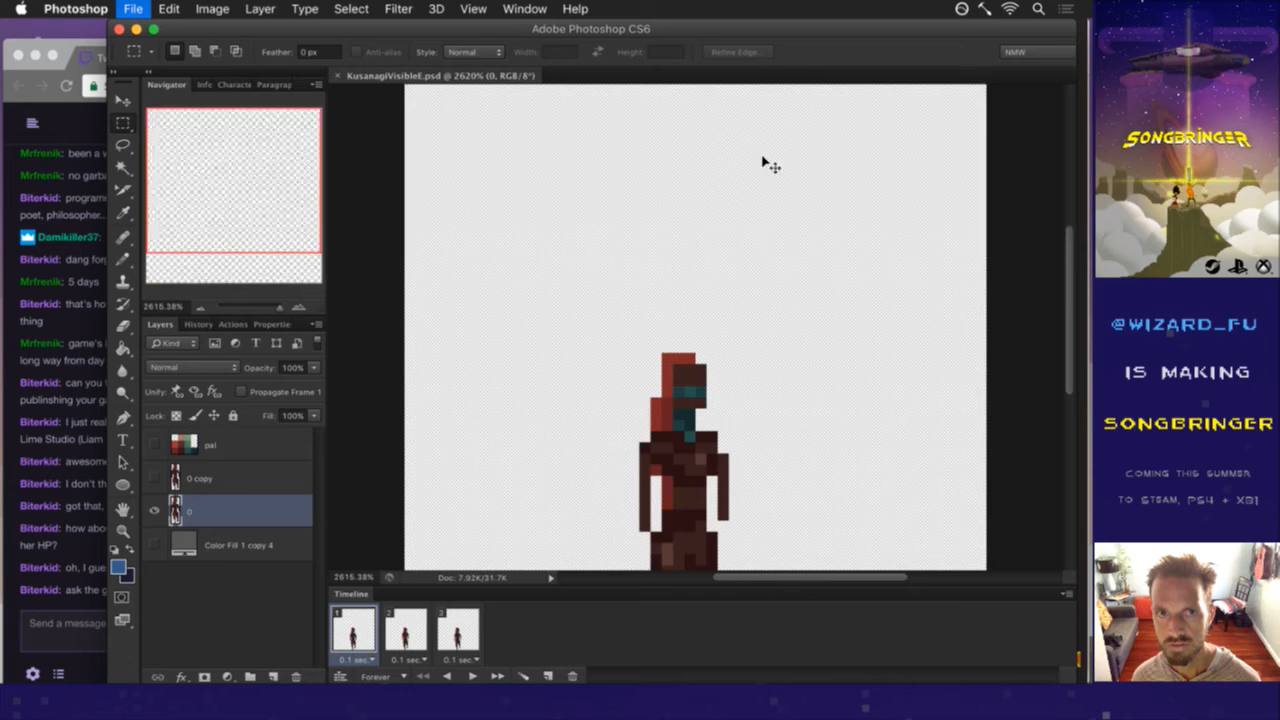 Photoshop File Edit Image Layer Type Select Filter 3D View Window Help
Adobe Photoshop CS6
Feather: 0 px Anti-alias Style: Normal Width: Height: Refine Edge... NMW
Navigator Info Characte Paragrap
KusanagiVisibleE.psd @ 2620% (0, RGB/8*)
Mrfrenik: been a w
Mrfrenik: no garba
Biterkid: program
poet, philosopher...
Damikiller37:
Biterkid: dang forg
Mrfrenik: 5 days
Biterkid: that's ho
thing
Mrfrenik: game's
long way from day
Biterkid: can you
publinshing your ga
Biterkid: I just real
Lime Studio (Liam
Biterkid: aweso
Biterkid: I don't th
Biterkid: got that,
Biterkid: how abo
her HP?
Biterkid: oh, I gue
Biterkid: ask the g
Send a message
2615.38%
Layers History Actions Propertie
Kind
Normal Opacity: 100%
Unify: Propagate Frame 1
Lock: Fill: 100%
pal
0 copy
0
Color Fill 1 copy 4
2615.38% Doc: 7.92K/31.7K
Timeline
1 2 3
0.1 sec. 0.1 sec. 0.1 sec.
Forever
SONGBRINGER
@WIZARD_FU
IS MAKING
SONGBRINGER
COMING THIS SUMMER
TO STEAM, PS4 + XB1